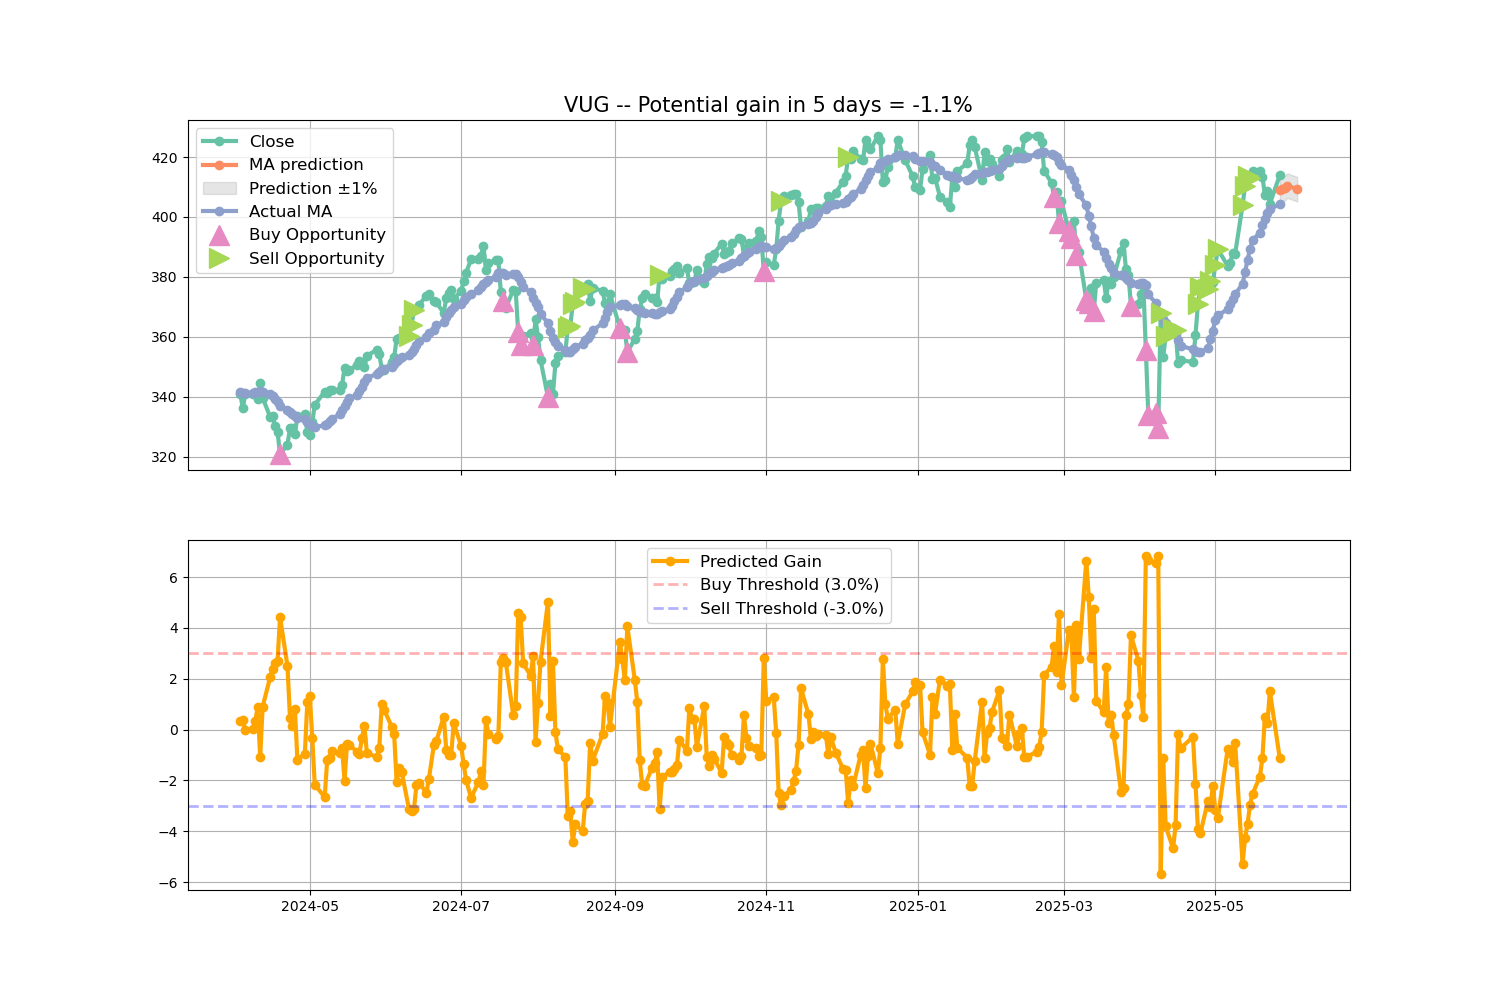 VUG -- Potential gain in 5 days = -1.1%
Close
MA prediction
Prediction ±1%
Actual MA
Buy Opportunity
Sell Opportunity
420
400
380
360
340
320
Predicted Gain
Buy Threshold (3.0%)
Sell Threshold (-3.0%)
6
4
2
0
−2
−4
−6
2024-05 2024-07 2024-09 2024-11 2025-01 2025-03 2025-05